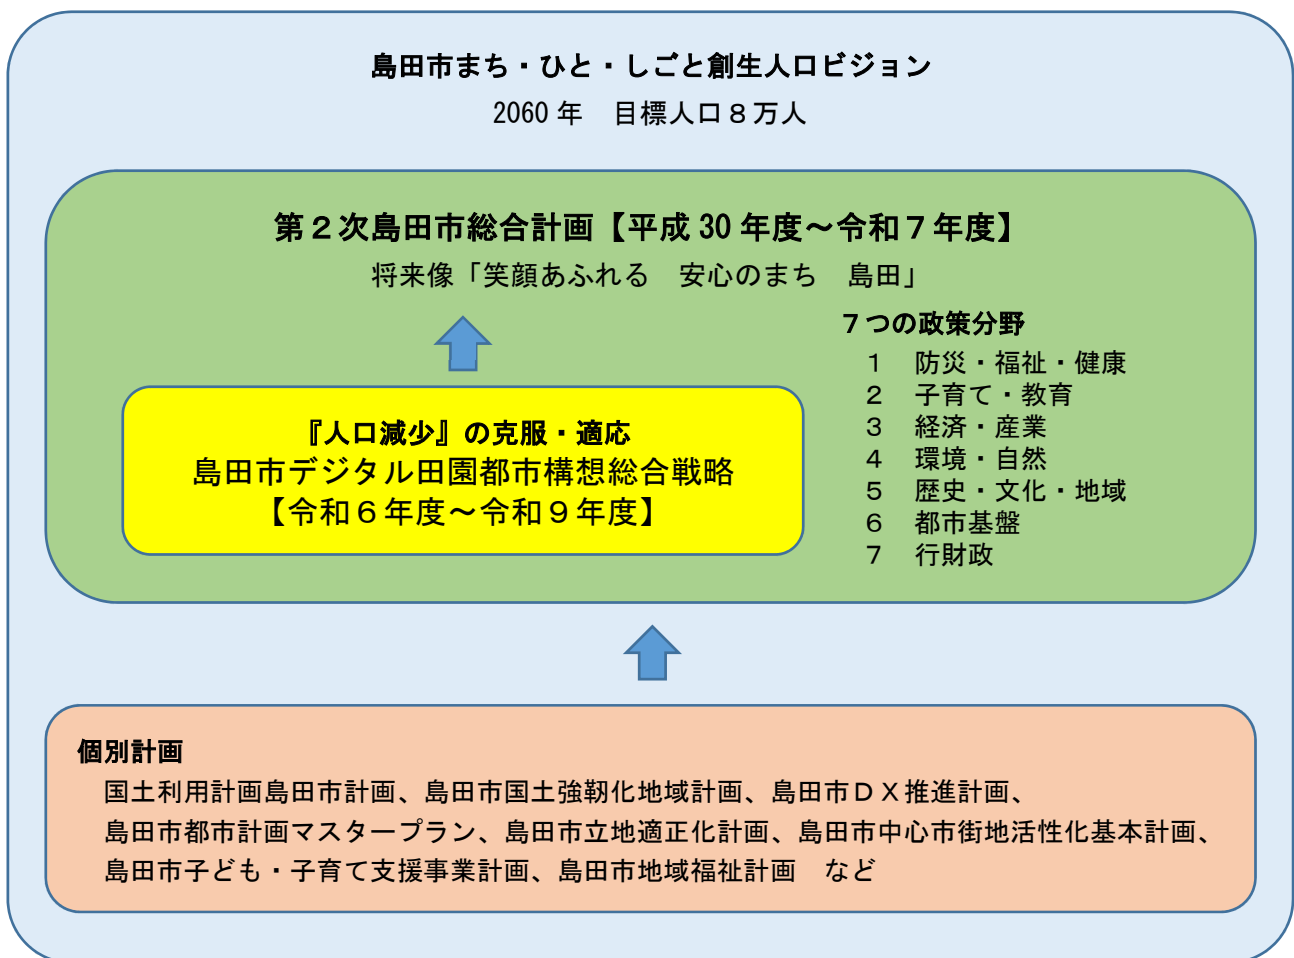 島田市まち・ひと・しごと創生人口ビジョン
2060 年　目標人口８万人
第２次島田市総合計画【平成 30 年度～令和７年度】
将来像「笑顔あふれる　安心のまち　島田」
７つの政策分野
1　防災・福祉・健康
2　子育て・教育
3　経済・産業
4　環境・自然
5　歴史・文化・地域
6　都市基盤
7　行財政
『人口減少』の克服・適応
島田市デジタル田園都市構想総合戦略
【令和６年度～令和９年度】
個別計画
国土利用計画島田市計画、島田市国土強靭化地域計画、島田市ＤＸ推進計画、
島田市都市計画マスタープラン、島田市立地適正化計画、島田市中心市街地活性化基本計画、
島田市子ども・子育て支援事業計画、島田市地域福祉計画　など